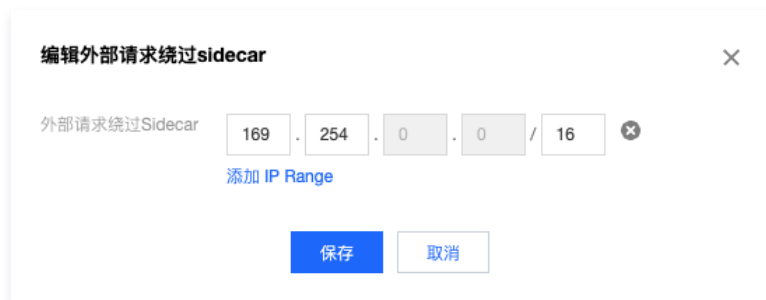 编辑外部请求绕过sidecar
外部请求绕过Sidecar 169 . 254 . 0 . 0 / 16
添加 IP Range
保存 取消